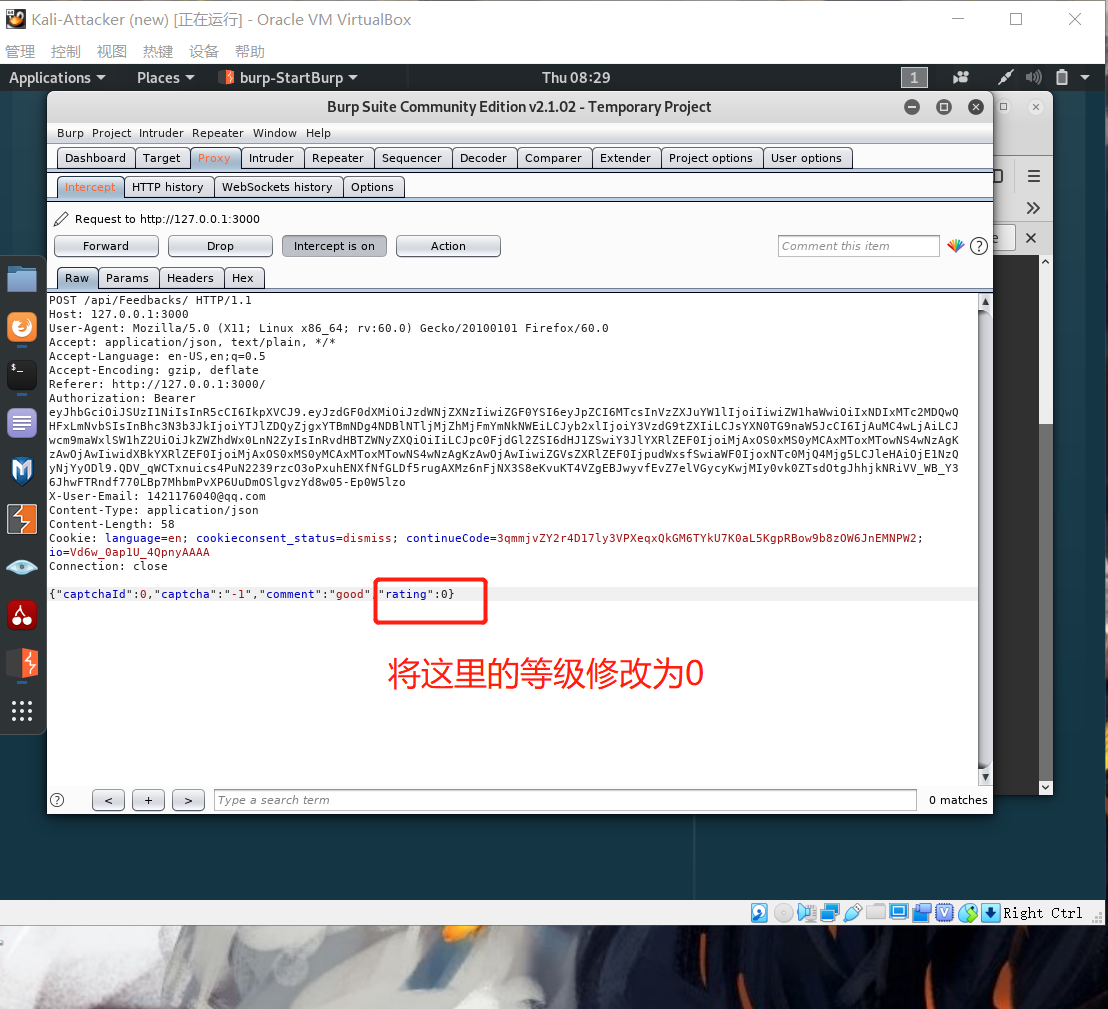 Kali-Attacker (new) [正在运行] - Oracle VM VirtualBox
管理 控制 视图 热键 设备 帮助
Applications Places burp-StartBurp Thu 08:29 1
Burp Suite Community Edition v2.1.02 - Temporary Project
Burp Project Intruder Repeater Window Help
Dashboard Target Proxy Intruder Repeater Sequencer Decoder Comparer Extender Project options User options
Intercept HTTP history WebSockets history Options
Request to http://127.0.0.1:3000
Forward Drop Intercept is on Action Comment this item ?
Raw Params Headers Hex
POST /api/Feedbacks/ HTTP/1.1
Host: 127.0.0.1:3000
User-Agent: Mozilla/5.0 (X11; Linux x86_64; rv:60.0) Gecko/20100101 Firefox/60.0
Accept: application/json, text/plain, */*
Accept-Language: en-US,en;q=0.5
Accept-Encoding: gzip, deflate
Referer: http://127.0.0.1:3000/
Authorization: Bearer
X-User-Email: 1421176040@qq.com
Content-Type: application/json
Content-Length: 58
Cookie: language=en; cookieconsent_status=dismiss; continueCode=3qmmjvZY2r4D17ly3VPXeqxQkGM6TYkU7K0aL5KgpRBow9b8zOW6JnEMNPW2;
io=Vd6w_0ap1U_4QpnyAAAA
Connection: close
{"captchaId":0,"captcha":"-1","comment":"good","rating":0}
将这里的等级修改为0
? < + > Type a search term 0 matches
Right Ctrl